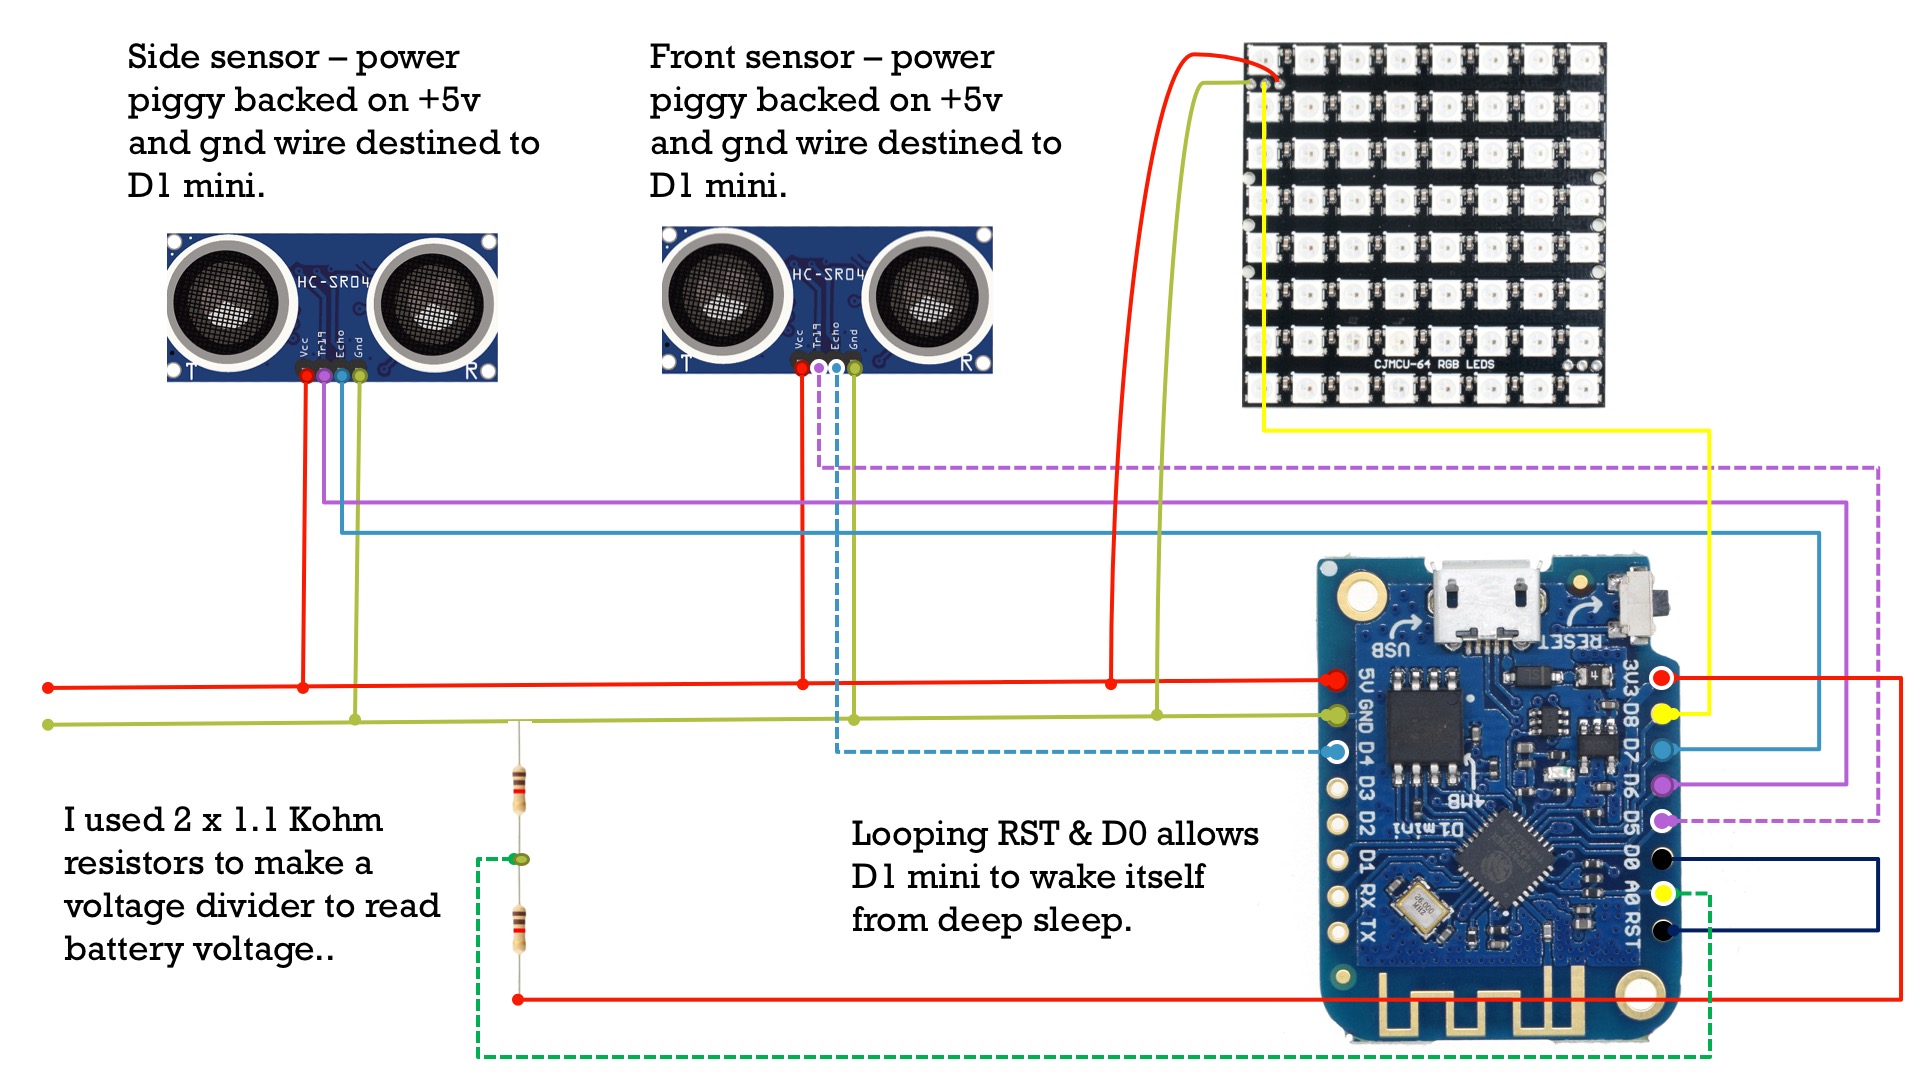 Side sensor – power
piggy backed on +5v
and gnd wire destined to
D1 mini.
Front sensor – power
piggy backed on +5v
and gnd wire destined to
D1 mini.
HC-SR04
Vcc
Trig
Echo
Gnd
T
R
HC-SR04
Vcc
Trig
Echo
Gnd
T
R
CJMCU-64 RGB LEDS
USB
RESET
5V
GND
D4
D3
D2
D1
RX
TX
3V3
D8
D7
D6
D5
D0
A0
RST
4MB
D1mini
I used 2 x 1.1 Kohm
resistors to make a
voltage divider to read
battery voltage..
Looping RST & D0 allows
D1 mini to wake itself
from deep sleep.